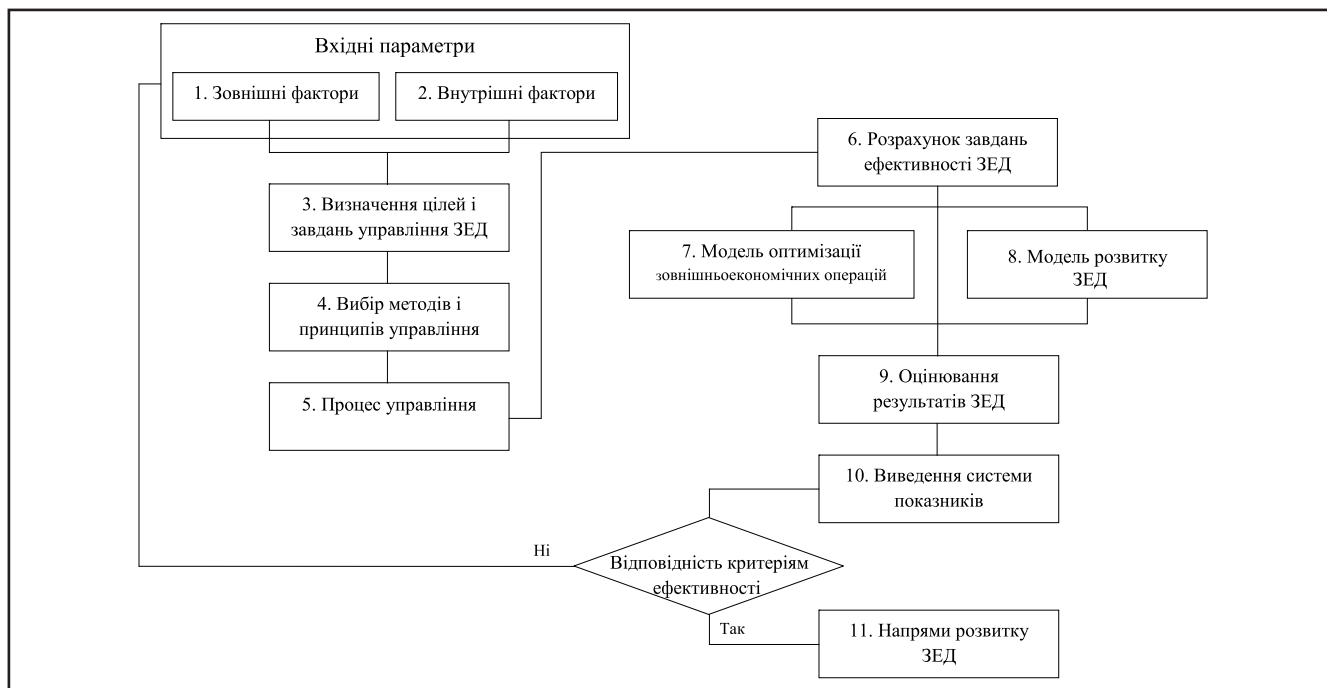 Вхідні параметри
1. Зовнішні фактори
2. Внутрішні фактори
3. Визначення цілей і
завдань управління ЗЕД
4. Вибір методів і
принципів управління
5. Процес управління
6. Розрахунок завдань
ефективності ЗЕД
7. Модель оптимізації
зовнішньоекономічних операцій
8. Модель розвитку
ЗЕД
9. Оцінювання
результатів ЗЕД
10. Виведення системи
показників
Відповідність критеріям
ефективності
Ні
Так
11. Напрями розвитку
ЗЕД